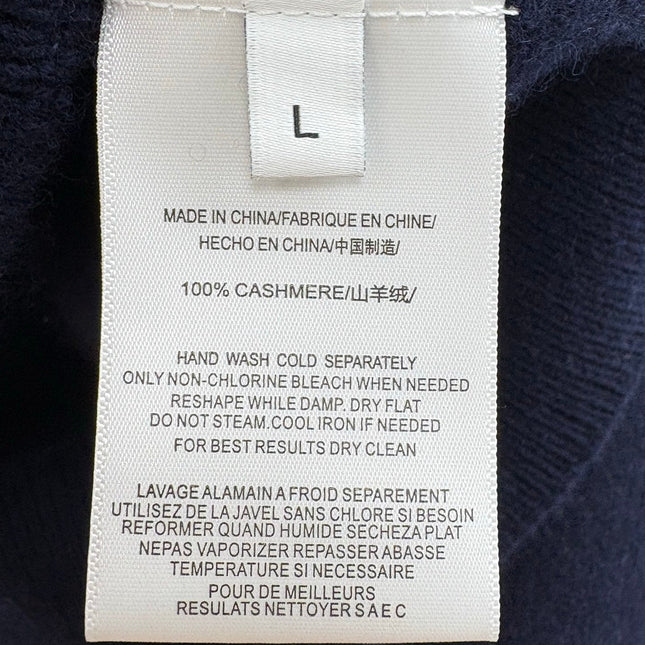 L
MADE IN CHINA/FABRIQUE EN CHINE/
HECHO EN CHINA/中国制造/
100% CASHMERE/山羊绒/
HAND WASH COLD SEPARATELY
ONLY NON-CHLORINE BLEACH WHEN NEEDED
RESHAPE WHILE DAMP. DRY FLAT
DO NOT STEAM.COOL IRON IF NEEDED
FOR BEST RESULTS DRY CLEAN
LAVAGE ALAMAIN A FROID SEPAREMENT
UTILISEZ DE LA JAVEL SANS CHLORE SI BESOIN
REFORMER QUAND HUMIDE SECHEZA PLAT
NEPAS VAPORIZER REPASSER ABASSE
TEMPERATURE SI NECESSAIRE
POUR DE MEILLEURS
RESULATS NETTOYER S A E C